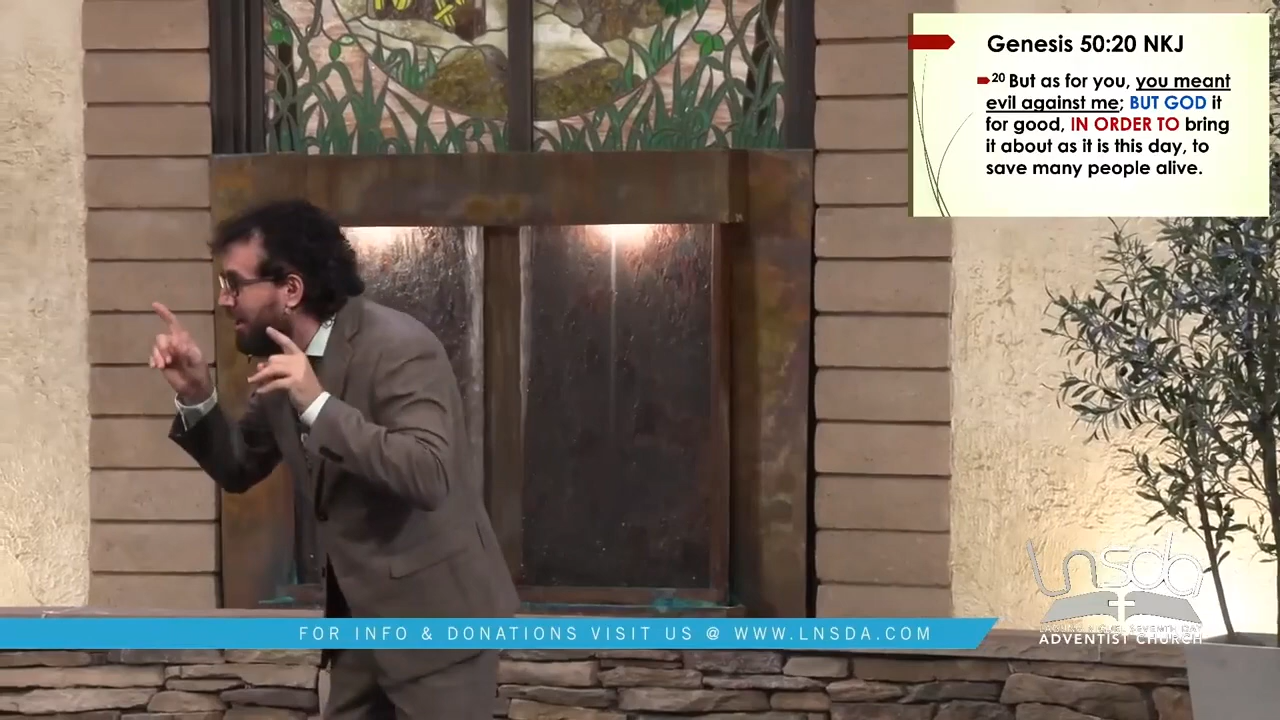 Genesis 50:20 NKJ
20 But as for you, you meant
evil against me; BUT GOD it
for good, IN ORDER TO bring
it about as it is this day, to
save many people alive.
FOR INFO & DONATIONS VISIT US @ WWW.LNSDA.COM
lnsda
SEVENTH DAY
ADVENTIST CHURCH